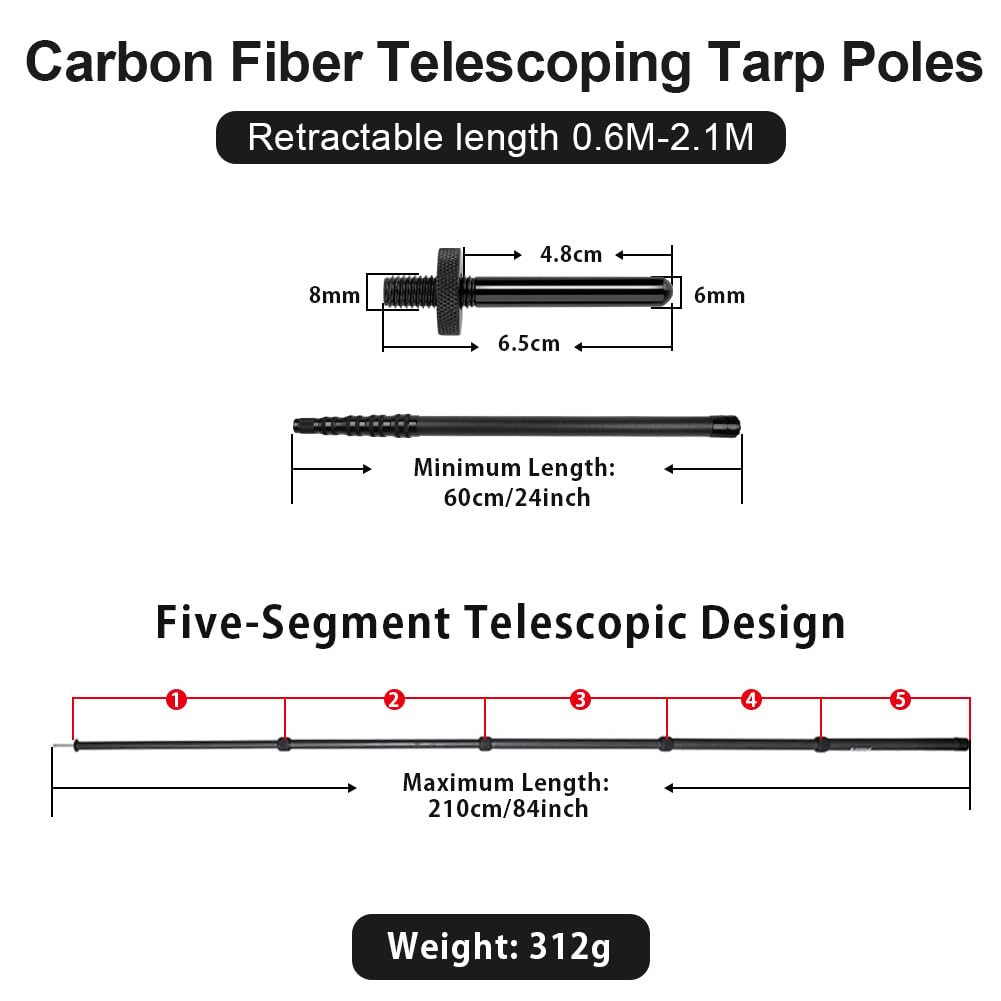 Carbon Fiber Telescoping Tarp Poles
Retractable length 0.6M-2.1M
4.8cm
8mm
6mm
6.5cm
Minimum Length:
60cm/24inch
Five-Segment Telescopic Design
1 2 3 4 5
Maximum Length:
210cm/84inch
Weight: 312g